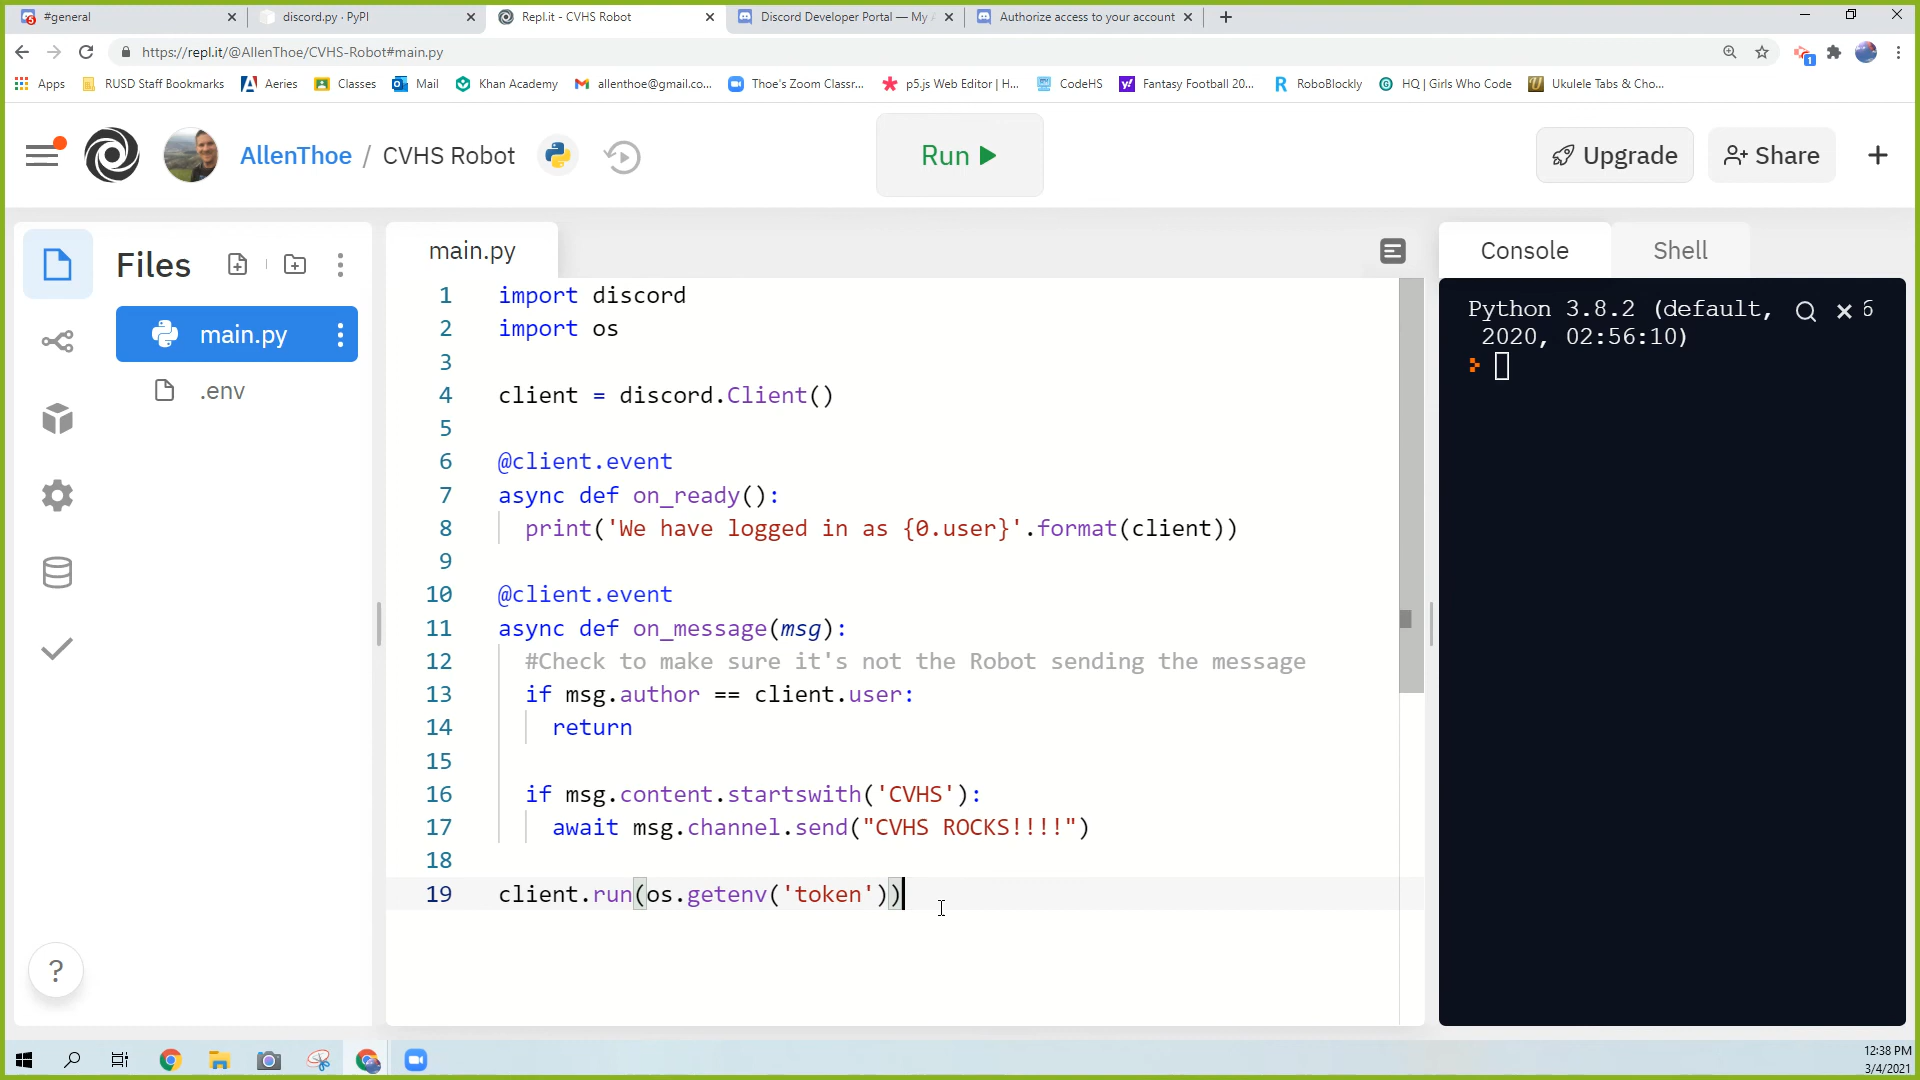 #general
discord.py · PyPI
Repl.it - CVHS Robot
Discord Developer Portal — My
Authorize access to your account
https://repl.it/@AllenThoe/CVHS-Robot#main.py
1
Apps
RUSD Staff Bookmarks
Aeries
Classes
Mail
Khan Academy
allenthoe@gmail.co...
Thoe's Zoom Classr...
p5.js Web Editor | H...
CodeHS
Fantasy Football 20...
RoboBlockly
HQ | Girls Who Code
Ukulele Tabs & Cho...
AllenThoe / CVHS Robot
Run
Upgrade
Share
Files
main.py
.env
main.py
1 import discord
2 import os
3
4 client = discord.Client()
5
6 @client.event
7 async def on_ready():
8 print('We have logged in as {0.user}'.format(client))
9
10 @client.event
11 async def on_message(msg):
12 #Check to make sure it's not the Robot sending the message
13 if msg.author == client.user:
14 return
15
16 if msg.content.startswith('CVHS'):
17 await msg.channel.send("CVHS ROCKS!!!!")
18
19 client.run(os.getenv('token'))
Console
Shell
Python 3.8.2 (default, 6
2020, 02:56:10)
?
12:38 PM
3/4/2021